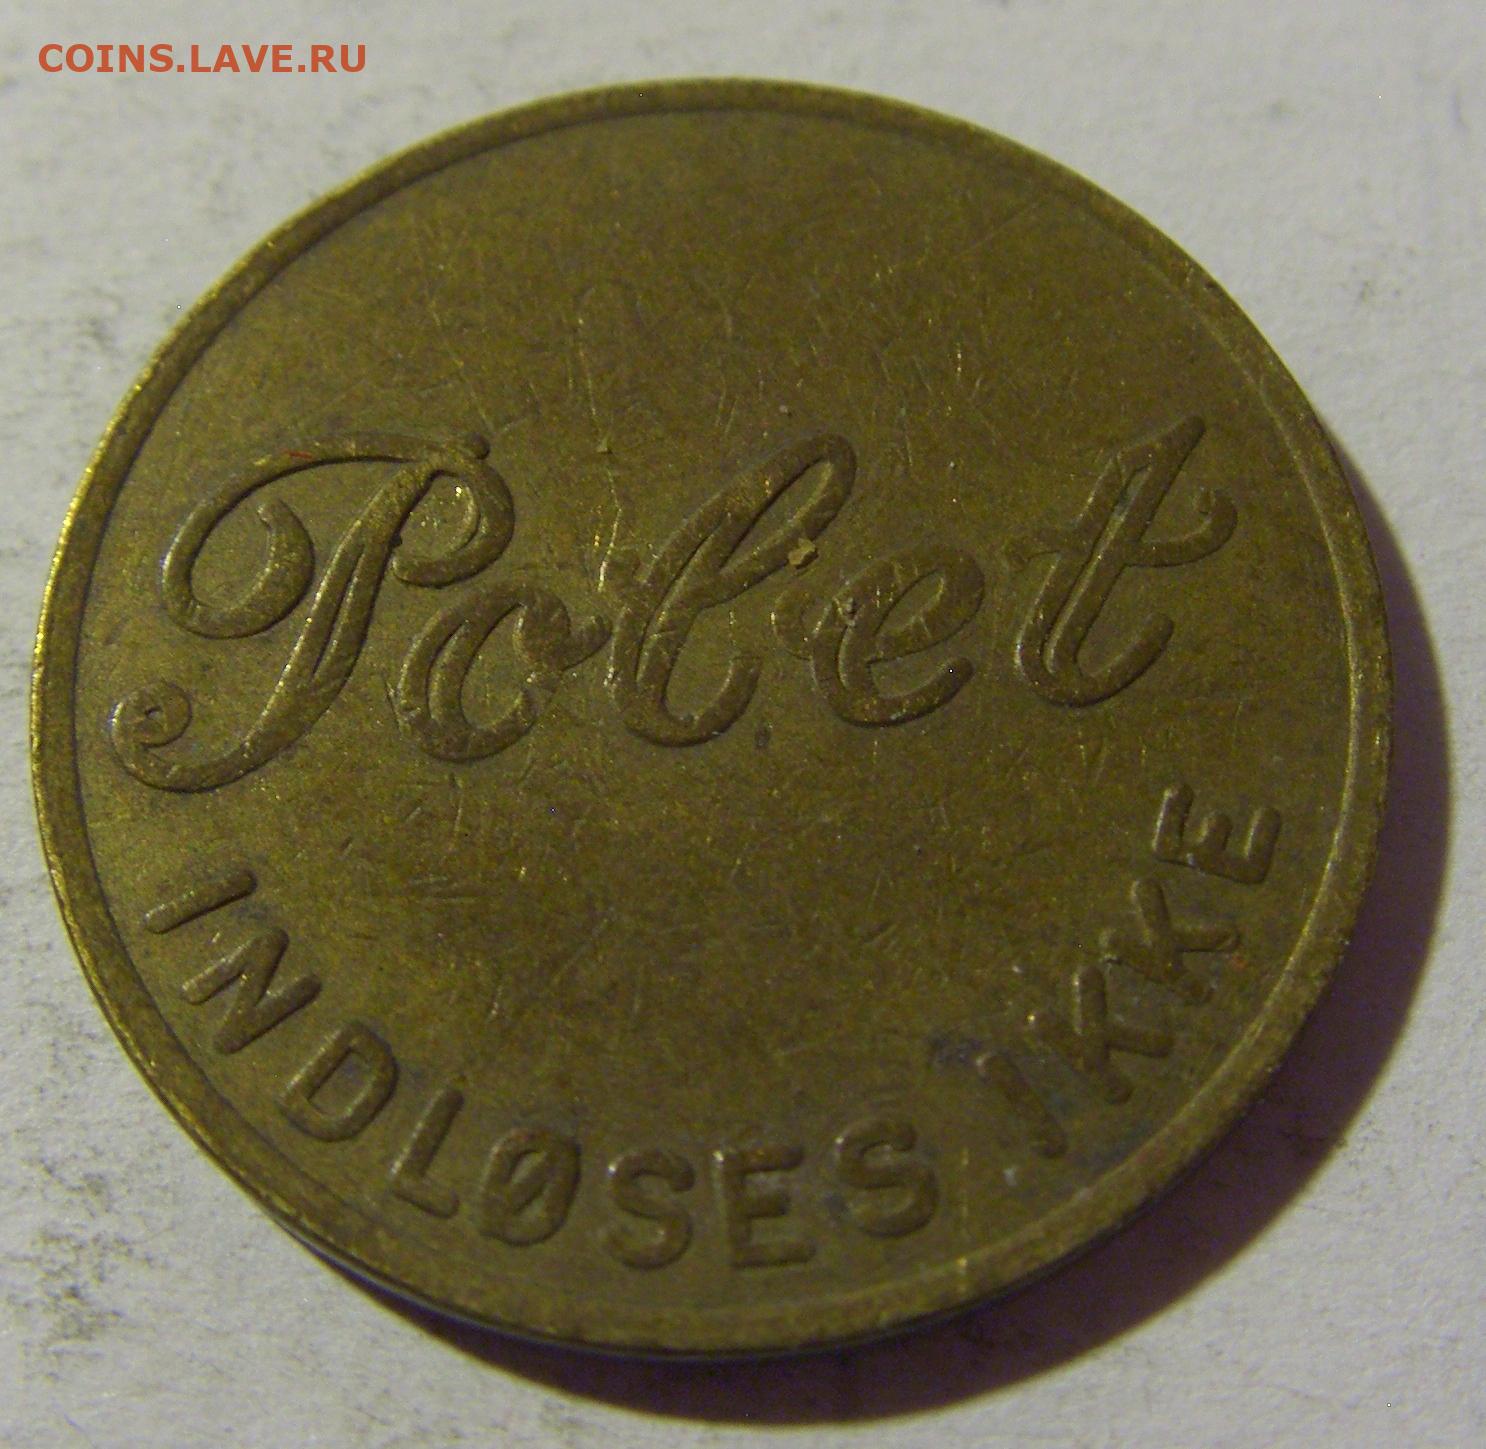 COINS.LAVE.RU
Polet
INDLØSES IKKE